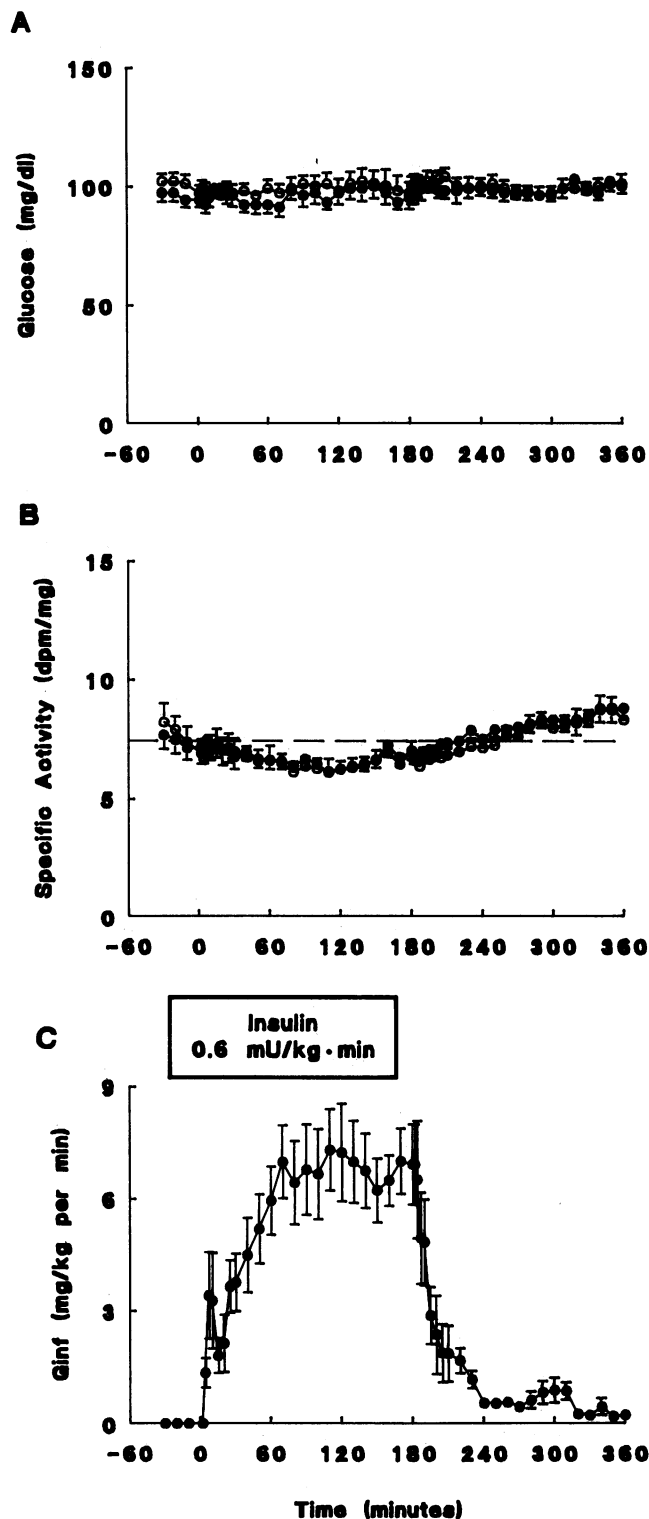 A
150
100
50
0
Glucose (mg/dl)
-60 0 60 120 180 240 300 360
B
15
10
5
0
Specific Activity (dpm/mg)
-60 0 60 120 180 240 300 360
C
Insulin
0.6 mU/kg·min
9
6
3
0
Ginf (mg/kg per min)
-60 0 60 120 180 240 300 360
Time (minutes)